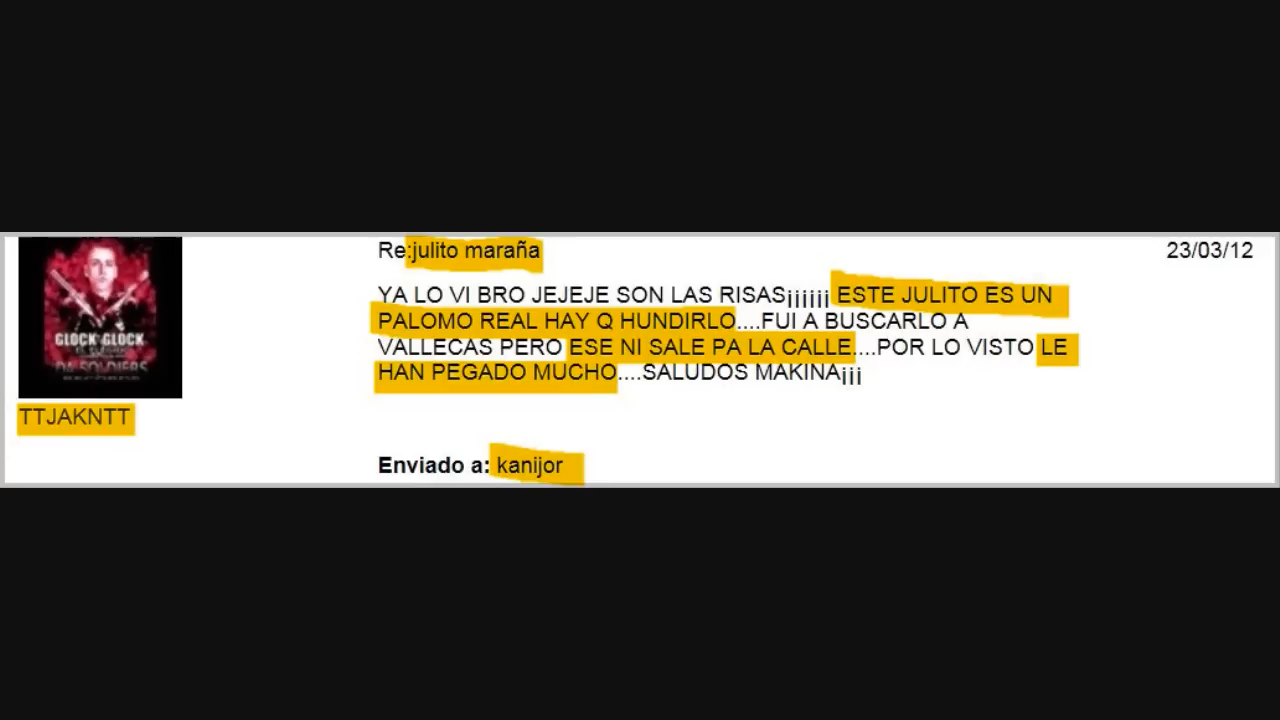 Re:julito maraña
23/03/12
YA LO VI BRO JEJEJE SON LAS RISAS¡¡¡¡¡¡ ESTE JULITO ES UN
PALOMO REAL HAY Q HUNDIRLO....FUI A BUSCARLO A
VALLECAS PERO ESE NI SALE PA LA CALLE....POR LO VISTO LE
HAN PEGADO MUCHO....SALUDOS MAKINA¡¡¡
GLOCK GLOCK
DA SOLDIERS
TTJAKNTT
Enviado a: kanijor